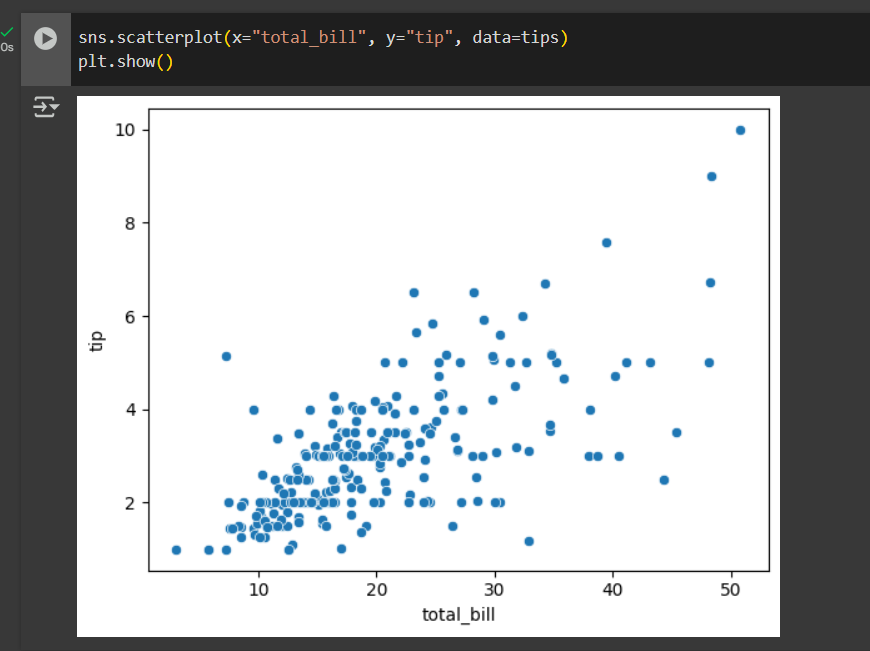 sns.scatterplot(x="total_bill", y="tip", data=tips)
0s
plt.show()
10
8
6
4
2
tip
10 20 30 40 50
total_bill